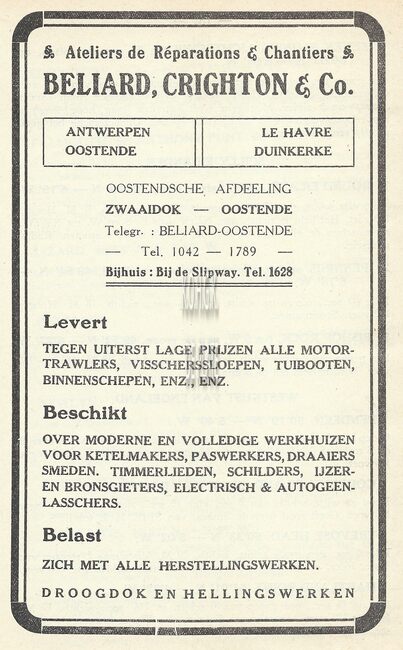 Ateliers de Réparations & Chantiers
BELIARD, CRIGHTON & Co.
ANTWERPEN
OOSTENDE
LE HAVRE
DUINKERKE
OOSTENDSCHE AFDEELING
ZWAAIDOK — OOSTENDE
Telegr. : BELIARD-OOSTENDE
— Tel. 1042 — 1789 —
Bijhuis : Bij de Slipway. Tel. 1628
Levert
TEGEN UITERST LAGE PRIJZEN ALLE MOTOR-
TRAWLERS, VISSCHERSSLOEPEN, TUIBOOTEN,
BINNENSCHEPEN, ENZ., ENZ.
Beschikt
OVER MODERNE EN VOLLEDIGE WERKHUIZEN
VOOR KETELMAKERS, PASWERKERS, DRAAIERS
SMEDEN. TIMMERLIEDEN, SCHILDERS, IJZER-
EN BRONSGIETERS, ELECTRISCH & AUTOGEEN-
LASSCHERS.
Belast
ZICH MET ALLE HERSTELLINGSWERKEN.
DROOGDOK EN HELLINGSWERKEN